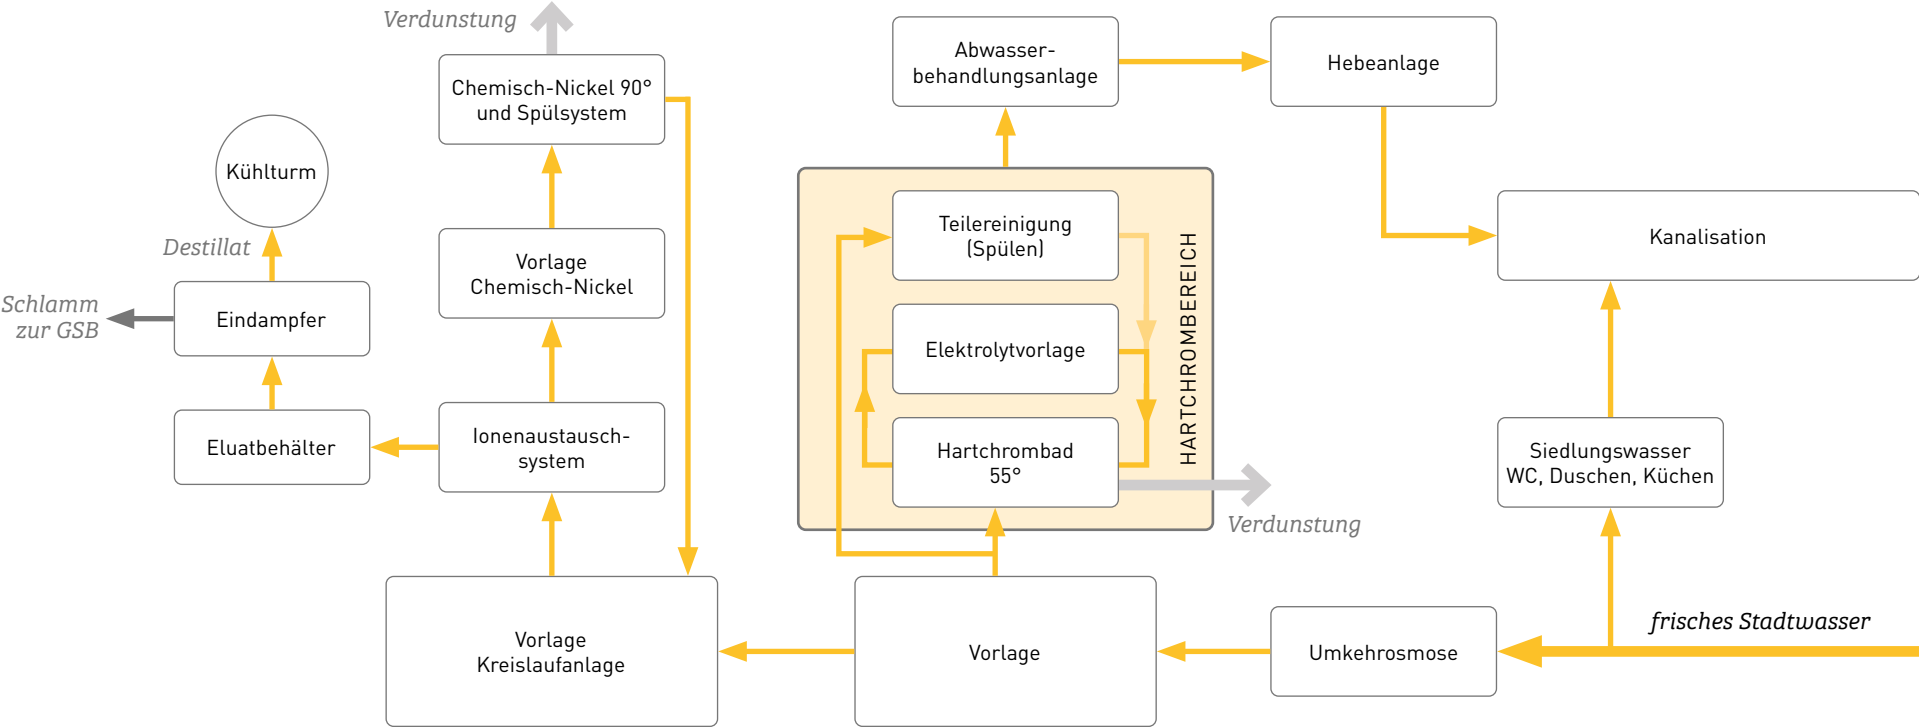 Verdunstung
Chemisch-Nickel 90°
und Spülsystem
Abwasser-
behandlungsanlage
Hebeanlage
Kühlturm
Destillat
Schlamm
zur GSB
Eindampfer
Vorlage
Chemisch-Nickel
Teilereinigung
(Spülen)
Kanalisation
Elektrolytvorlage
HARTCHROMBEREICH
Eluatbehälter
Ionenaustausch-
system
Hartchrombad
55°
Verdunstung
Siedlungswasser
WC, Duschen, Küchen
Vorlage
Kreislaufanlage
Vorlage
Umkehrosmose
frisches Stadtwasser